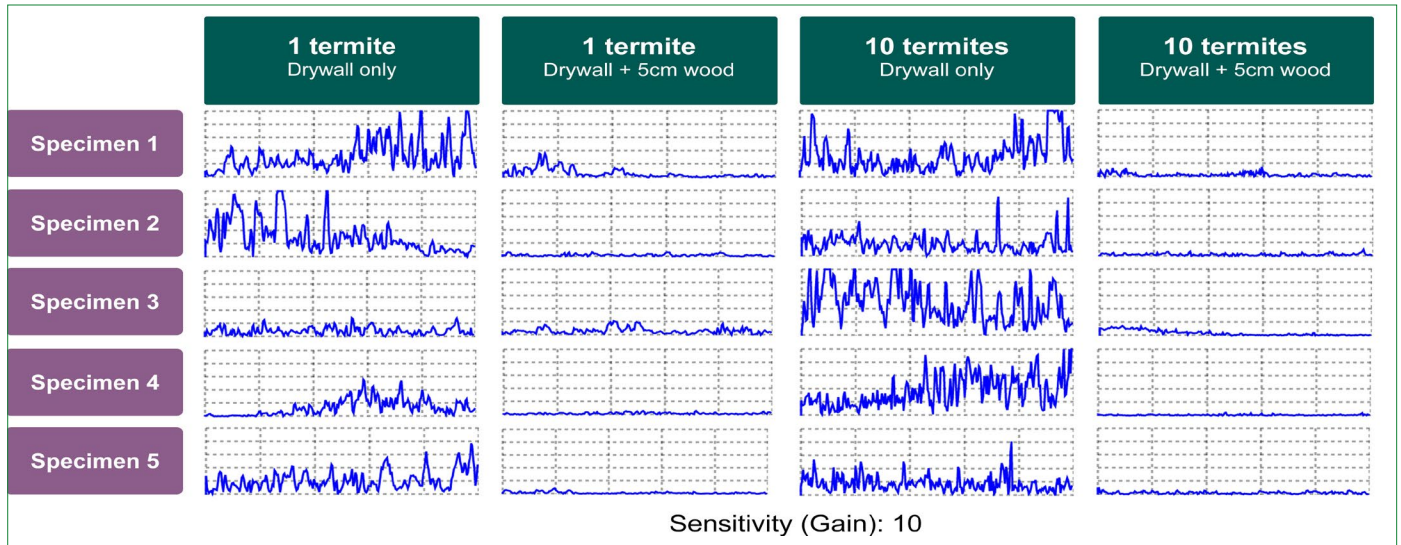 1 termite
Drywall only
1 termite
Drywall + 5cm wood
10 termites
Drywall only
10 termites
Drywall + 5cm wood
Specimen 1
Specimen 2
Specimen 3
Specimen 4
Specimen 5
Sensitivity (Gain): 10